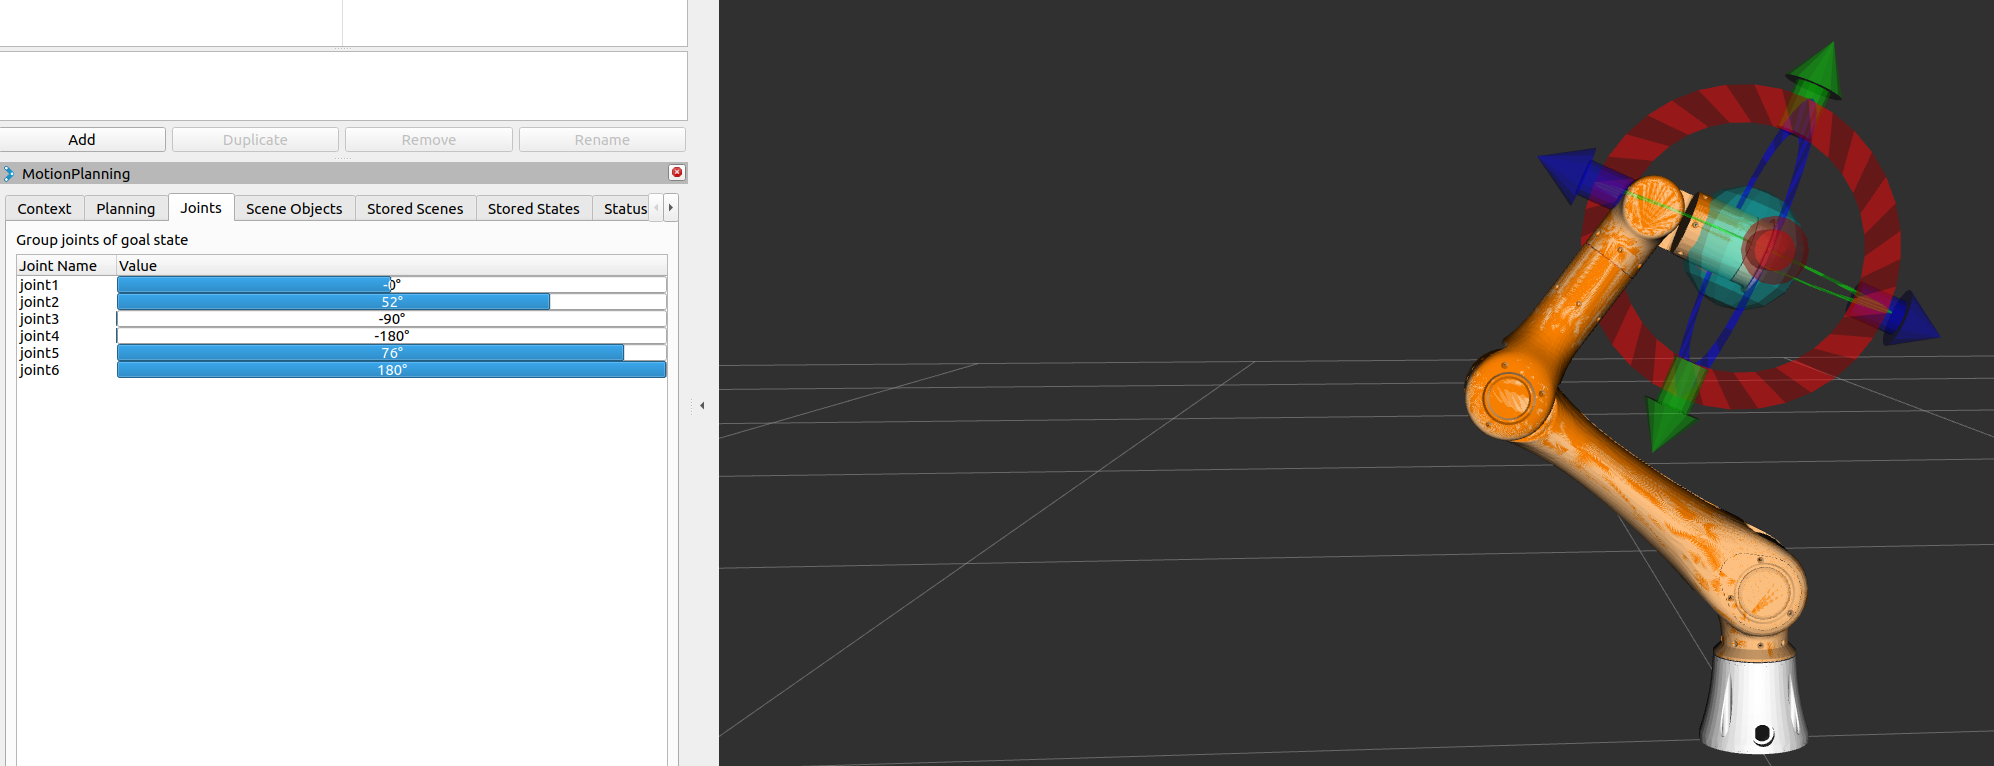 Add Duplicate Remove Rename
MotionPlanning
Context Planning Joints Scene Objects Stored Scenes Stored States Status
Group joints of goal state
Joint Name Value
joint1 -0°
joint2 52°
joint3 -90°
joint4 -180°
joint5 76°
joint6 180°